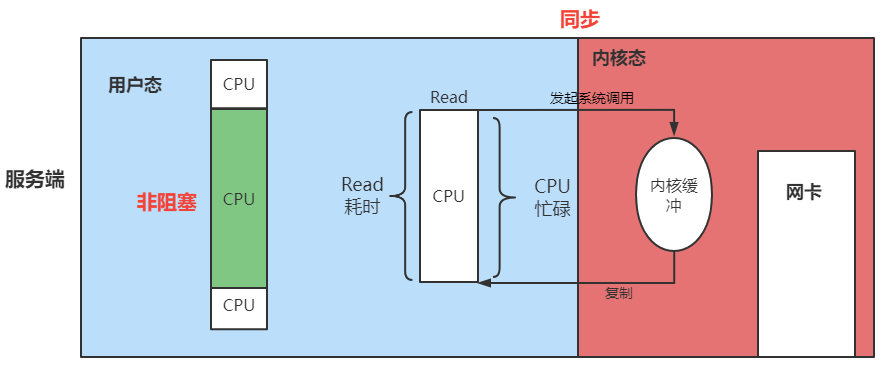 同步
用户态
内核态
CPU
Read
发起系统调用
服务端
非阻塞
CPU
Read
耗时
CPU
CPU
忙碌
内核缓
冲
网卡
CPU
复制